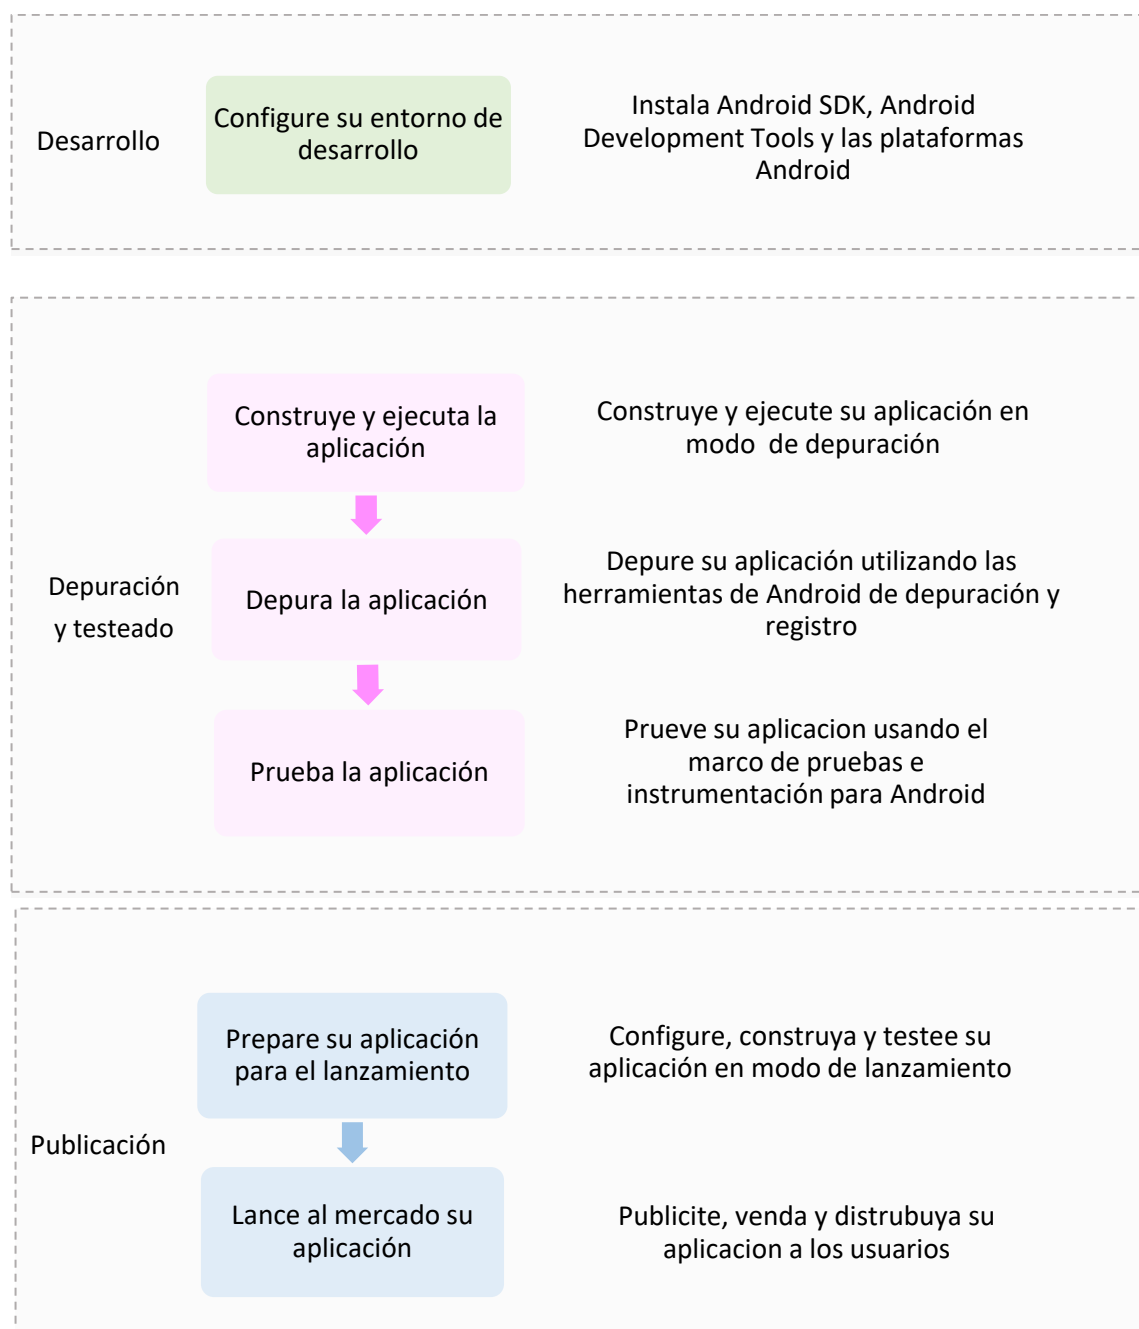 Desarrollo
Configure su entorno de
desarrollo
Instala Android SDK, Android
Development Tools y las plataformas
Android
Depuración
y testeado
Construye y ejecuta la
aplicación
Construye y ejecute su aplicación en
modo  de depuración
Depura la aplicación
Depure su aplicación utilizando las
herramientas de Android de depuración y
registro
Prueba la aplicación
Prueve su aplicacion usando el
marco de pruebas e
instrumentación para Android
Publicación
Prepare su aplicación
para el lanzamiento
Configure, construya y testee su
aplicación en modo de lanzamiento
Lance al mercado su
aplicación
Publicite, venda y distrubuya su
aplicacion a los usuarios